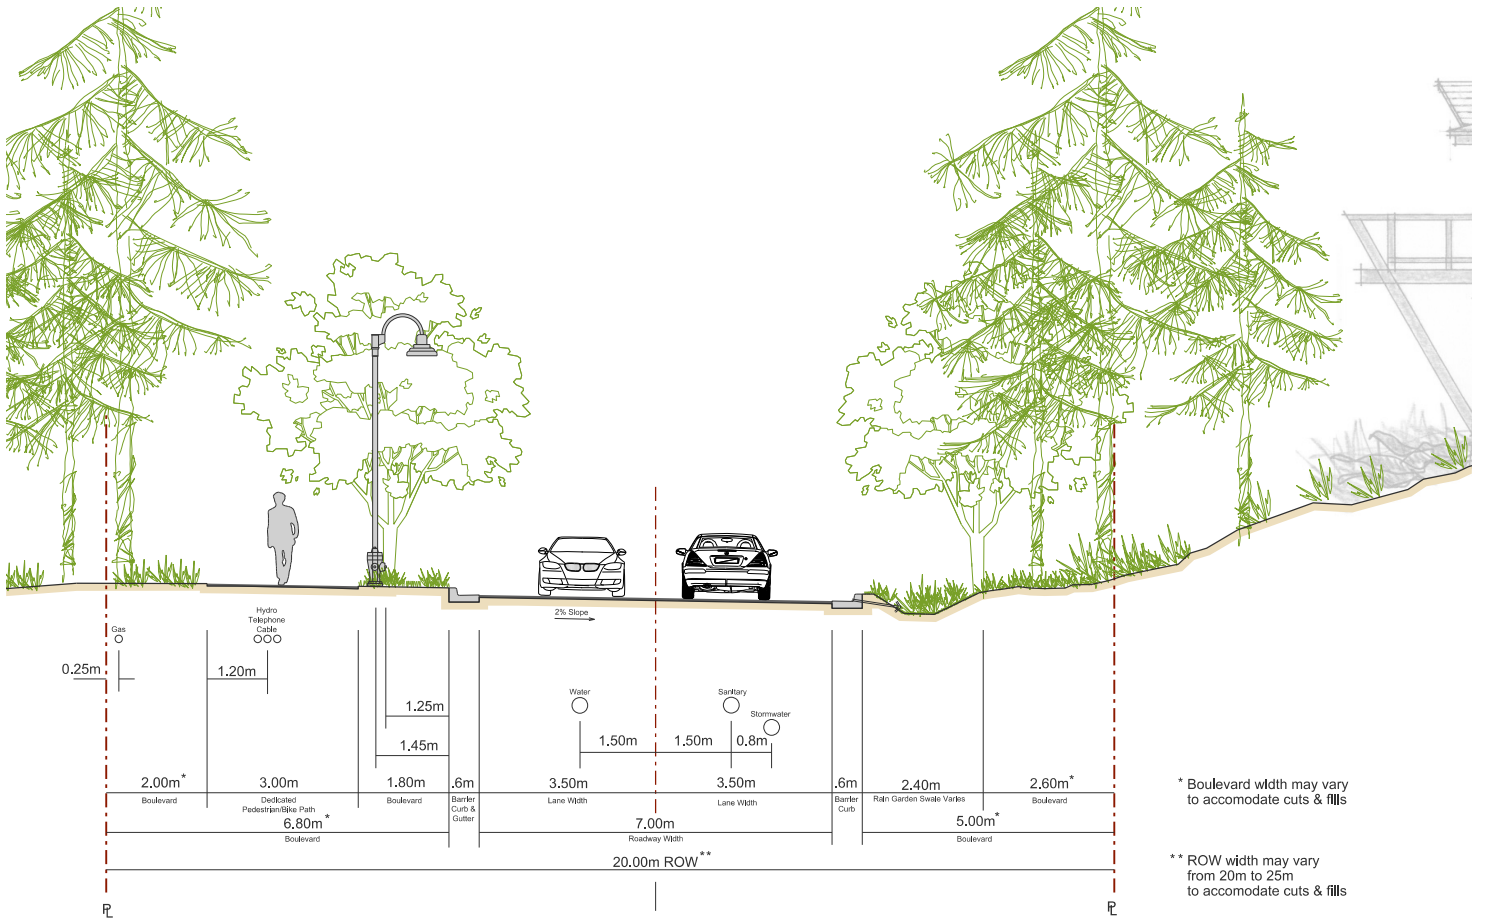 2% Slope
Gas
Hydro
Telephone
Cable
0.25m
1.20m
Water
Sanitary
Stormwater
1.25m
1.45m
1.50m
1.50m
0.8m
2.00m*
Boulevard
3.00m
Dedicated
Pedestrian/Bike Path
1.80m
Boulevard
.6m
Barrier
Curb &
Gutter
3.50m
Lane Width
3.50m
Lane Width
.6m
Barrier
Curb
2.40m
Rain Garden Swale Varies
2.60m*
Boulevard
6.80m*
Boulevard
7.00m
Roadway Width
5.00m*
Boulevard
20.00m ROW**
* Boulevard width may vary
to accomodate cuts & fills
** ROW width may vary
from 20m to 25m
to accomodate cuts & fills
PL
PL